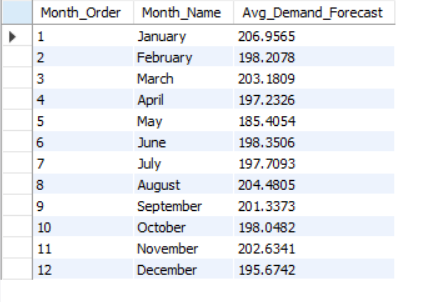 Month_Order Month_Name Avg_Demand_Forecast
1 January 206.9565
2 February 198.2078
3 March 203.1809
4 April 197.2326
5 May 185.4054
6 June 198.3506
7 July 197.7093
8 August 204.4805
9 September 201.3373
10 October 198.0482
11 November 202.6341
12 December 195.6742